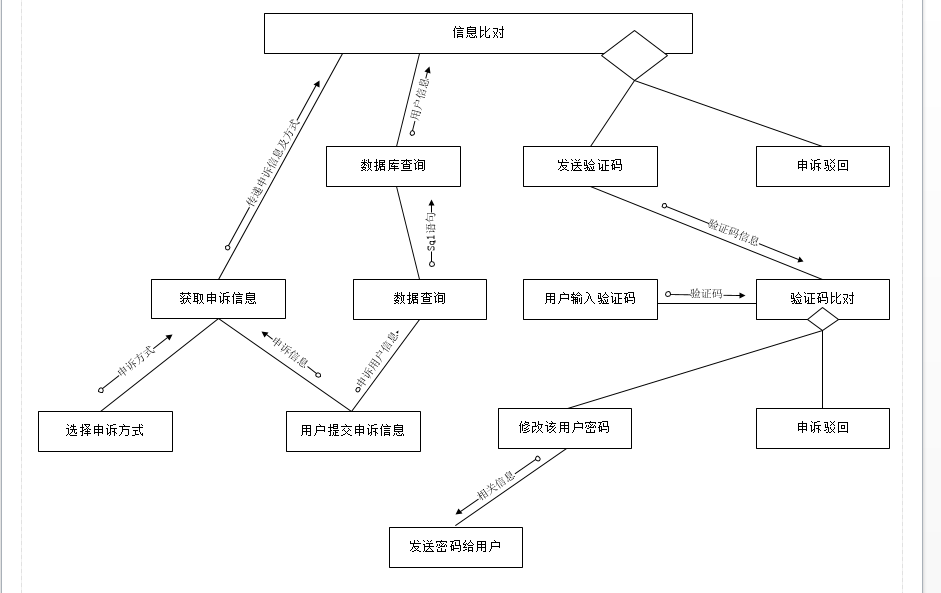 信息比对
用户信息
传递申诉信息及方式
数据库查询
发送验证码
申诉驳回
Sql语句
验证码信息
获取申诉信息
数据查询
用户输入验证码
验证码
验证码比对
申诉方式
申诉信息
申诉用户信息
选择申诉方式
用户提交申诉信息
修改该用户密码
申诉驳回
相关信息
发送密码给用户